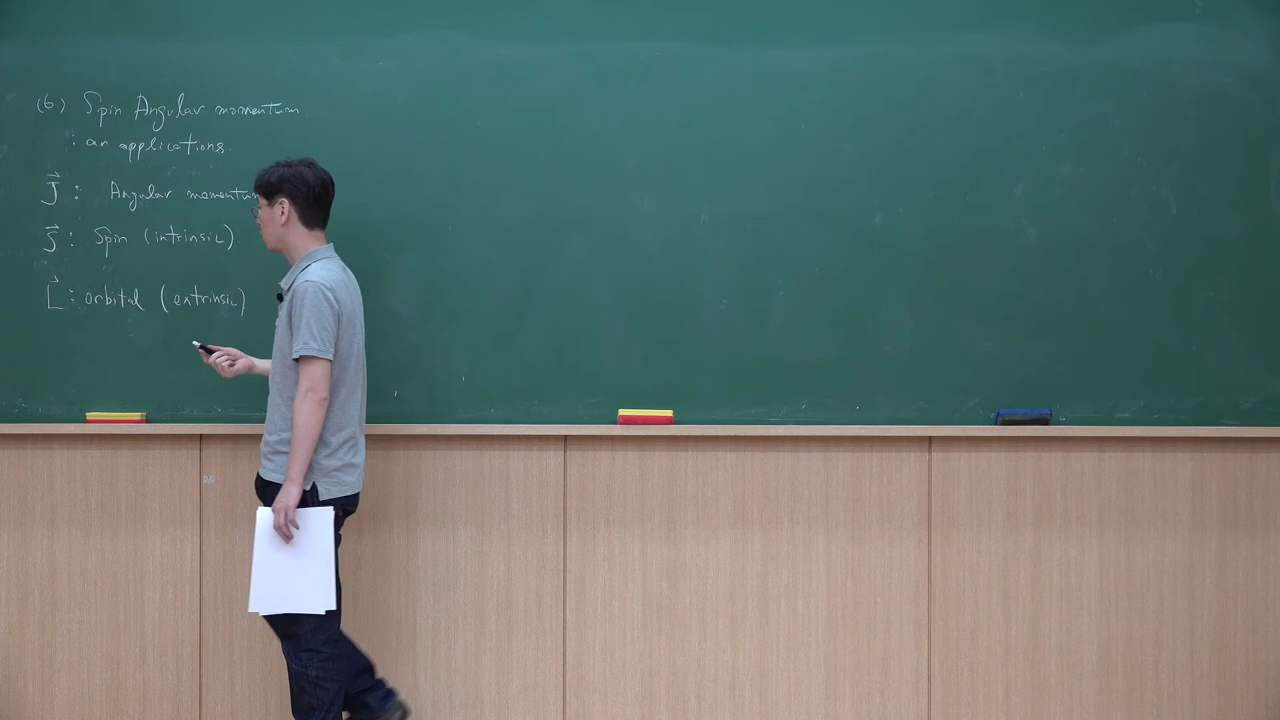 (6) Spin Angular momentum
: an applications.
J⃗ : Angular momentum
S⃗ : Spin (intrinsic)
L⃗ : orbital (extrinsic)